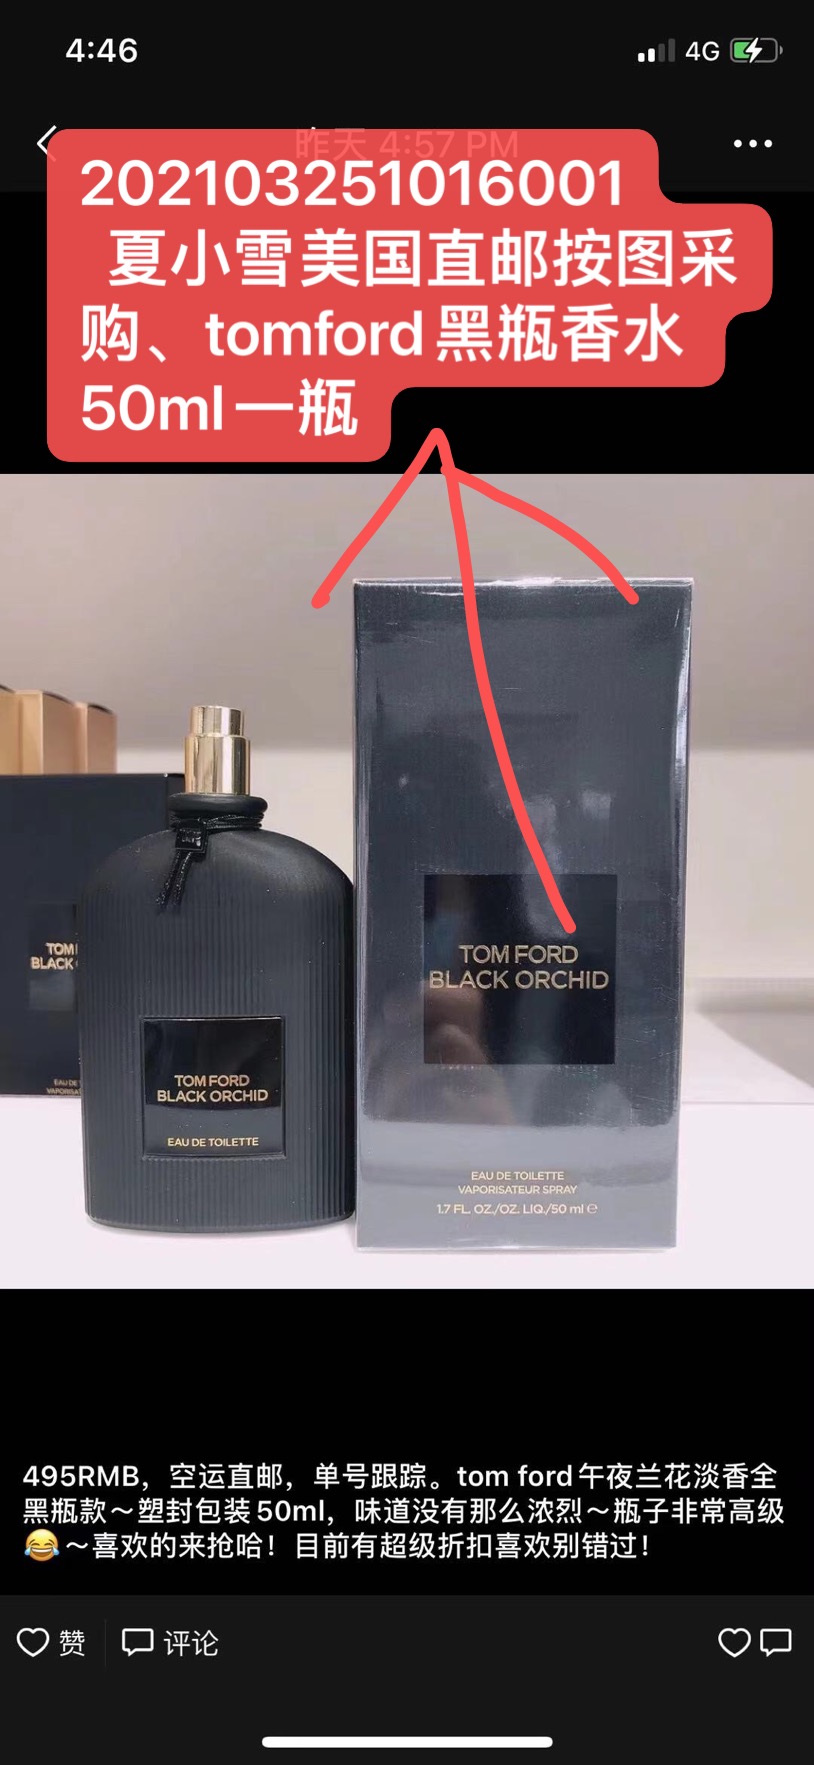 4:46
4G
昨天 4:57 PM
202103251016001
夏小雪美国直邮按图采
购、tomford黑瓶香水
50ml一瓶
TOM FORD
BLACK ORCHID
EAU DE TOILETTE
VAPORISATEUR SPRAY
1.7 FL. OZ./OZ. LIQ./50 ml e
TOM FORD
BLACK ORCHID
EAU DE TOILETTE
TOM
BLACK
EAU DE
495RMB，空运直邮，单号跟踪。tom ford午夜兰花淡香全
黑瓶款～塑封包装50ml，味道没有那么浓烈～瓶子非常高级
😂～喜欢的来抢哈！目前有超级折扣喜欢别错过！
赞
评论